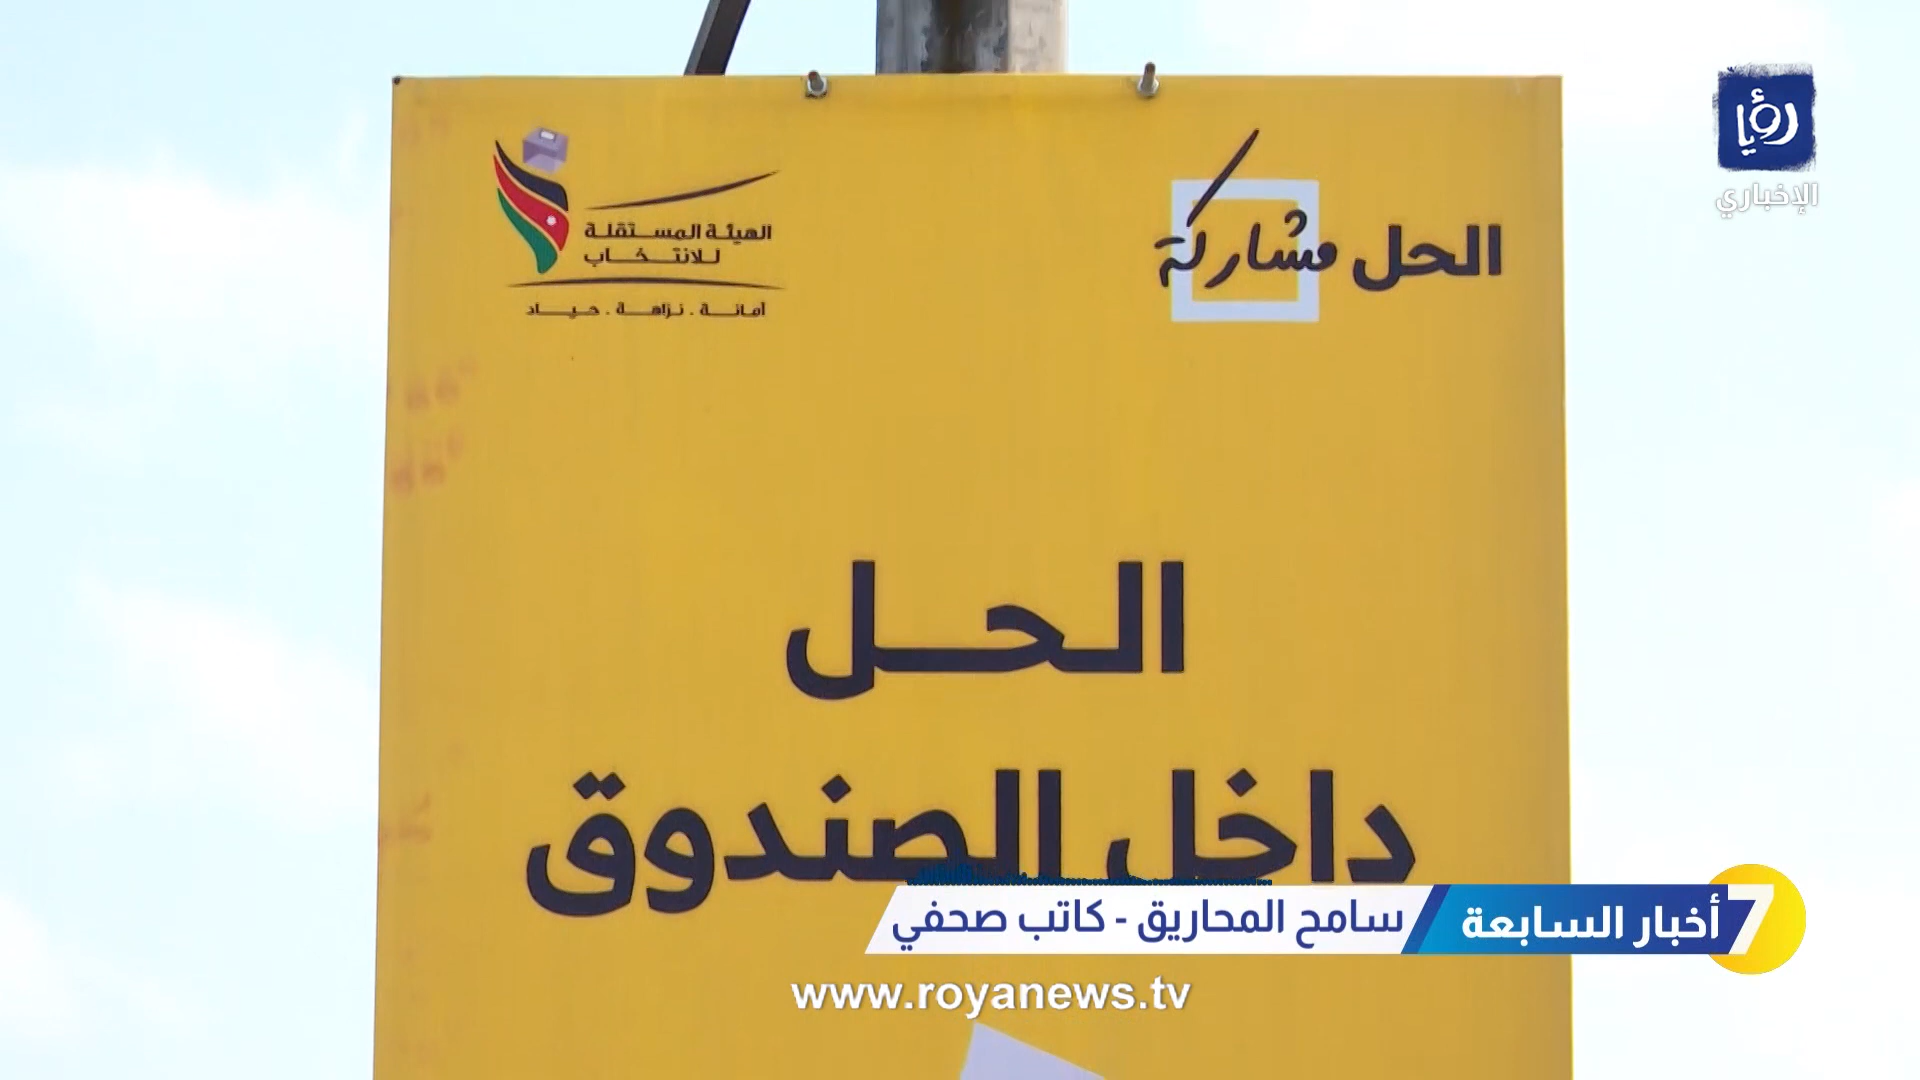 رؤيا
الإخباري
الحل مشاركة
الهيئة المستقلة
للانتخاب
أمانة . نزاهة . حياد
الحل
داخل الصندوق
7 أخبار السابعة
سامح المحاريق - كاتب صحفي
www.royanews.tv